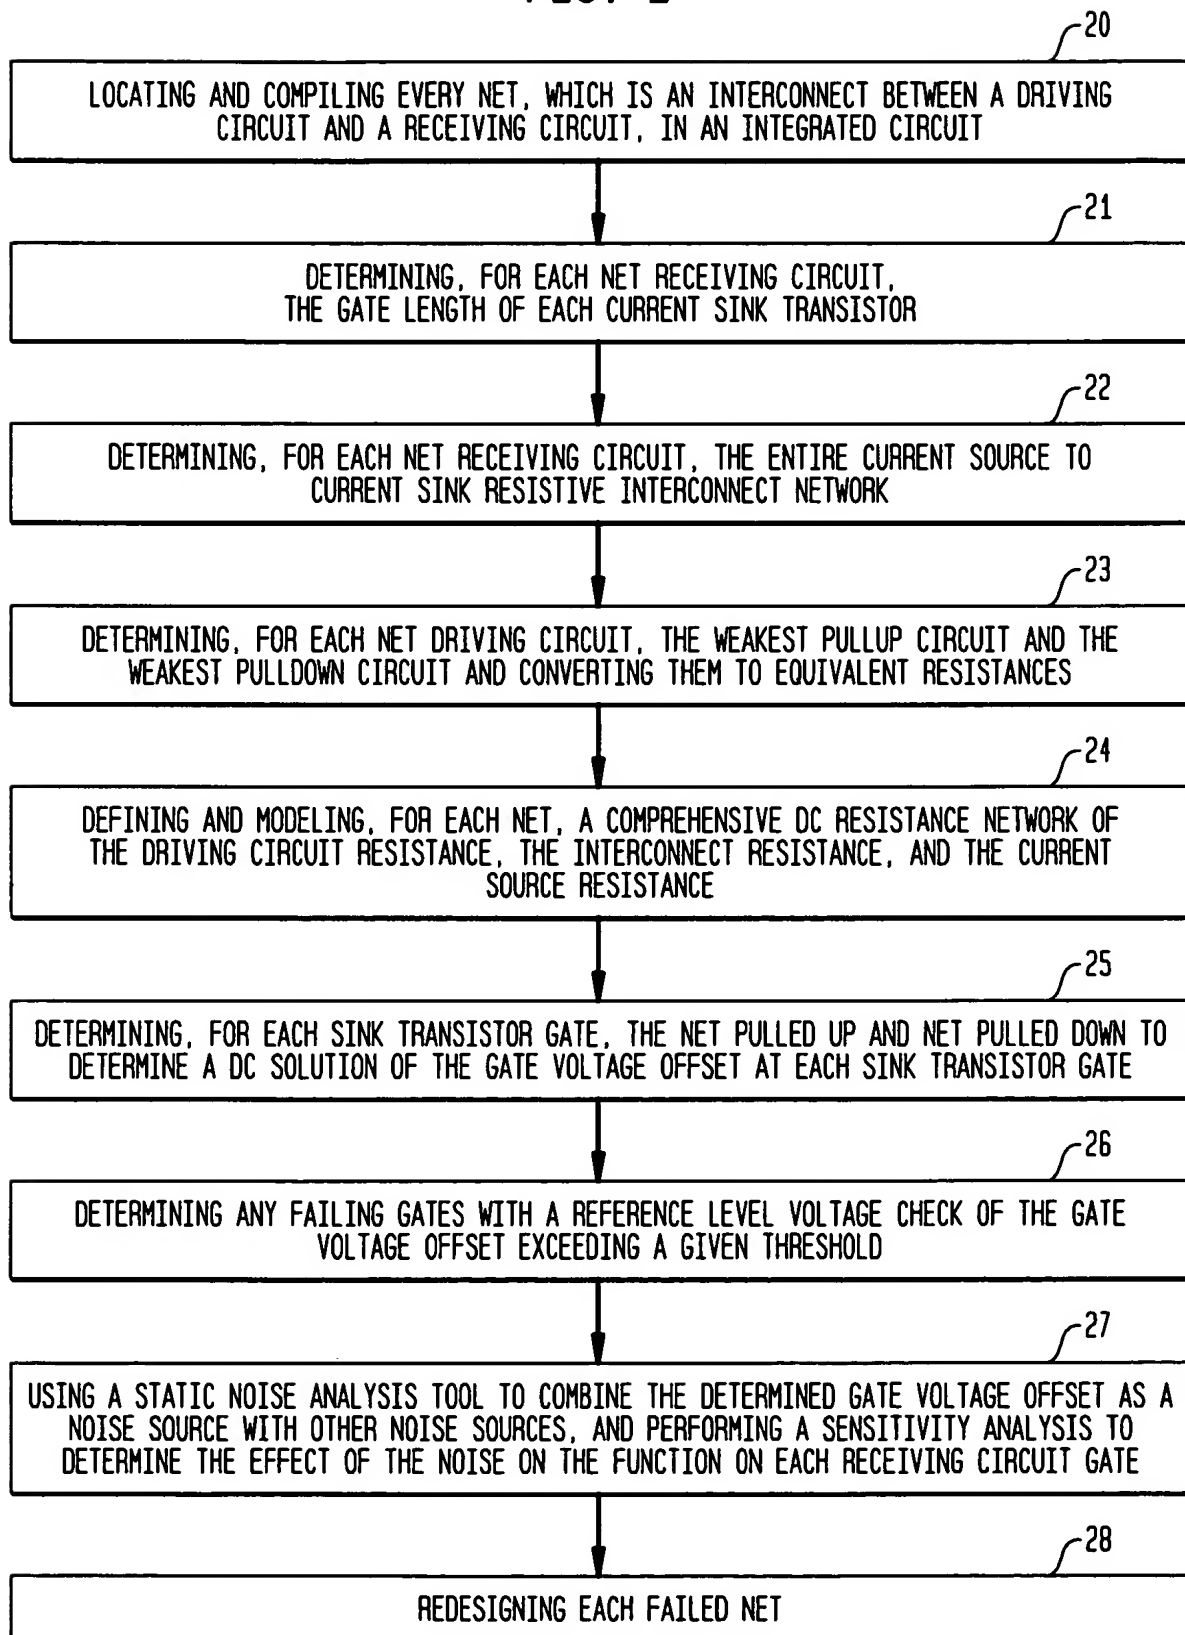 20
LOCATING AND COMPILING EVERY NET, WHICH IS AN INTERCONNECT BETWEEN A DRIVING
CIRCUIT AND A RECEIVING CIRCUIT, IN AN INTEGRATED CIRCUIT
21
DETERMINING, FOR EACH NET RECEIVING CIRCUIT,
THE GATE LENGTH OF EACH CURRENT SINK TRANSISTOR
22
DETERMINING, FOR EACH NET RECEIVING CIRCUIT, THE ENTIRE CURRENT SOURCE TO
CURRENT SINK RESISTIVE INTERCONNECT NETWORK
23
DETERMINING, FOR EACH NET DRIVING CIRCUIT, THE WEAKEST PULLUP CIRCUIT AND THE
WEAKEST PULLDOWN CIRCUIT AND CONVERTING THEM TO EQUIVALENT RESISTANCES
24
DEFINING AND MODELING, FOR EACH NET, A COMPREHENSIVE DC RESISTANCE NETWORK OF
THE DRIVING CIRCUIT RESISTANCE, THE INTERCONNECT RESISTANCE, AND THE CURRENT
SOURCE RESISTANCE
25
DETERMINING, FOR EACH SINK TRANSISTOR GATE, THE NET PULLED UP AND NET PULLED DOWN TO
DETERMINE A DC SOLUTION OF THE GATE VOLTAGE OFFSET AT EACH SINK TRANSISTOR GATE
26
DETERMINING ANY FAILING GATES WITH A REFERENCE LEVEL VOLTAGE CHECK OF THE GATE
VOLTAGE OFFSET EXCEEDING A GIVEN THRESHOLD
27
USING A STATIC NOISE ANALYSIS TOOL TO COMBINE THE DETERMINED GATE VOLTAGE OFFSET AS A
NOISE SOURCE WITH OTHER NOISE SOURCES, AND PERFORMING A SENSITIVITY ANALYSIS TO
DETERMINE THE EFFECT OF THE NOISE ON THE FUNCTION ON EACH RECEIVING CIRCUIT GATE
28
REDESIGNING EACH FAILED NET